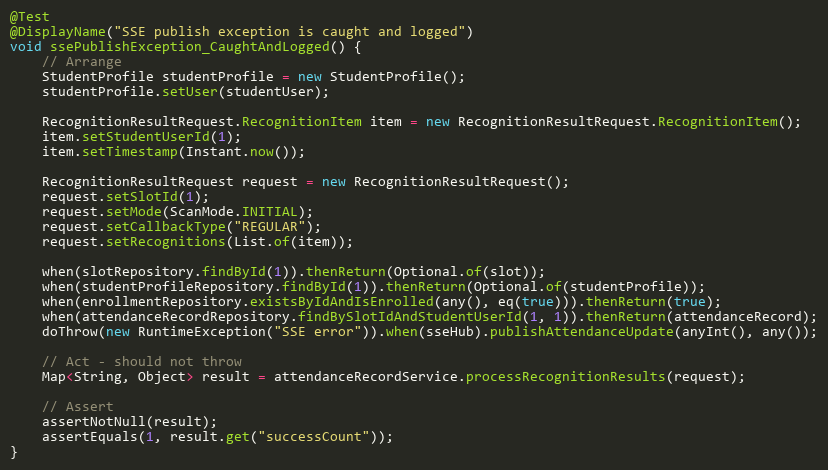 @Test
@DisplayName("SSE publish exception is caught and logged")
void ssePublishException_CaughtAndLogged() {
    // Arrange
    StudentProfile studentProfile = new StudentProfile();
    studentProfile.setUser(studentUser);

    RecognitionResultRequest.RecognitionItem item = new RecognitionResultRequest.RecognitionItem();
    item.setStudentUserId(1);
    item.setTimestamp(Instant.now());

    RecognitionResultRequest request = new RecognitionResultRequest();
    request.setSlotId(1);
    request.setMode(ScanMode.INITIAL);
    request.setCallbackType("REGULAR");
    request.setRecognitions(List.of(item));

    when(slotRepository.findById(1)).thenReturn(Optional.of(slot));
    when(studentProfileRepository.findById(1)).thenReturn(Optional.of(studentProfile));
    when(enrollmentRepository.existsByIdAndIsEnrolled(any(), eq(true))).thenReturn(true);
    when(attendanceRecordRepository.findBySlotIdAndStudentUserId(1, 1)).thenReturn(attendanceRecord);
    doThrow(new RuntimeException("SSE error")).when(sseHub).publishAttendanceUpdate(anyInt(), any());

    // Act - should not throw
    Map<String, Object> result = attendanceRecordService.processRecognitionResults(request);

    // Assert
    assertNotNull(result);
    assertEquals(1, result.get("successCount"));
}